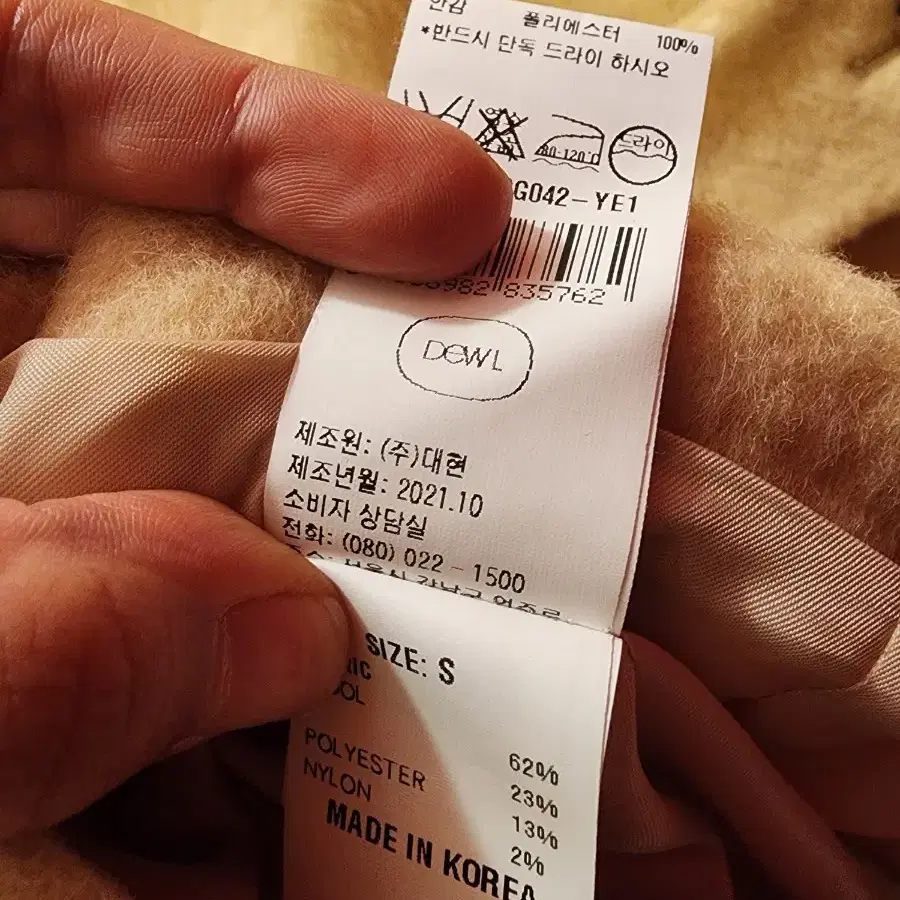 안감 폴리에스터 100%
*반드시 단독 드라이 하시오
80-120℃
드라이
G042-YE1
982 835762
DEWL
제조원: (주)대현
제조년월: 2021.10
소비자 상담실
전화: (080) 022-1500
SIZE: S
62%
POLYESTER 23%
NYLON 13%
2%
MADE IN KOREA